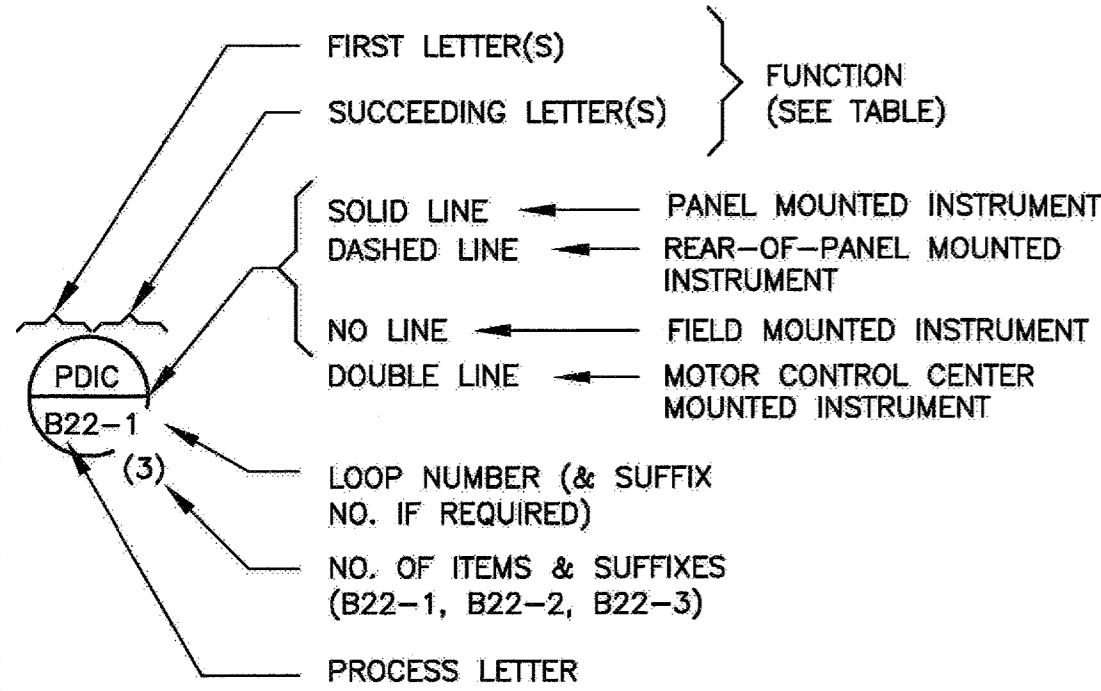 FIRST LETTER(S)
SUCCEEDING LETTER(S)
FUNCTION
(SEE TABLE)
SOLID LINE
PANEL MOUNTED INSTRUMENT
DASHED LINE
REAR-OF-PANEL MOUNTED
INSTRUMENT
NO LINE
FIELD MOUNTED INSTRUMENT
DOUBLE LINE
MOTOR CONTROL CENTER
MOUNTED INSTRUMENT
PDIC
B22-1
(3)
LOOP NUMBER (& SUFFIX
NO. IF REQUIRED)
NO. OF ITEMS & SUFFIXES
(B22-1, B22-2, B22-3)
PROCESS LETTER